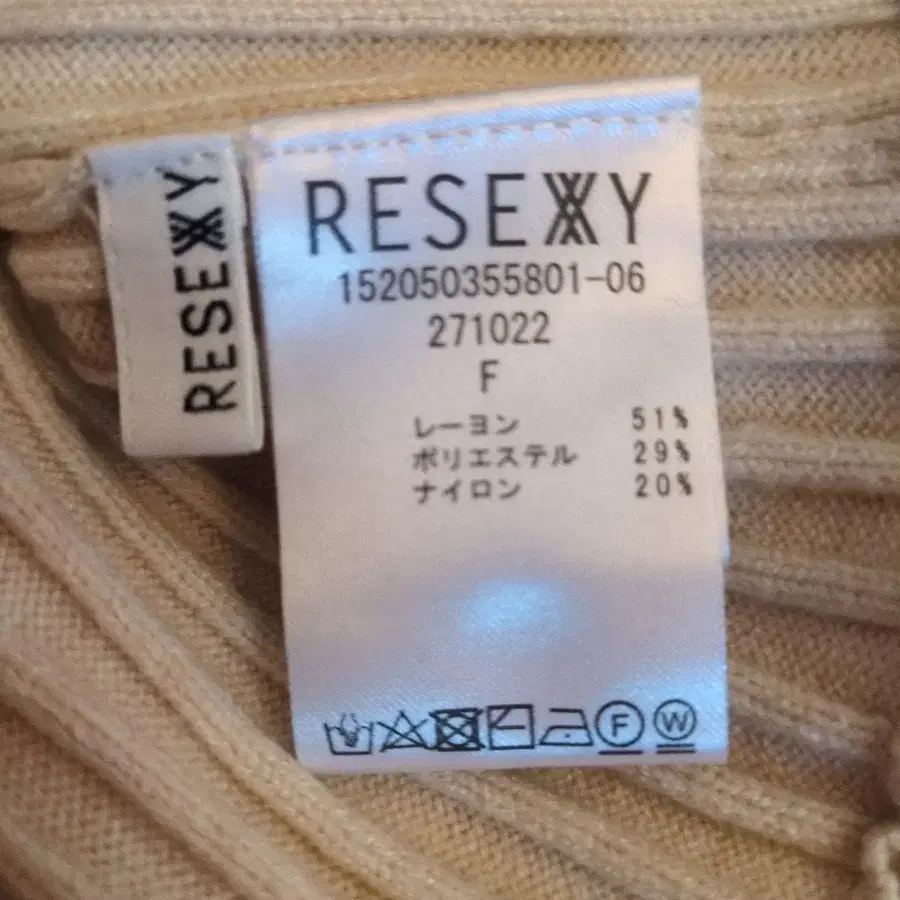 RESEXXY
RESEXXY
152050355801-06
271022
F
レーヨン 51%
ポリエステル 29%
ナイロン 20%
F W